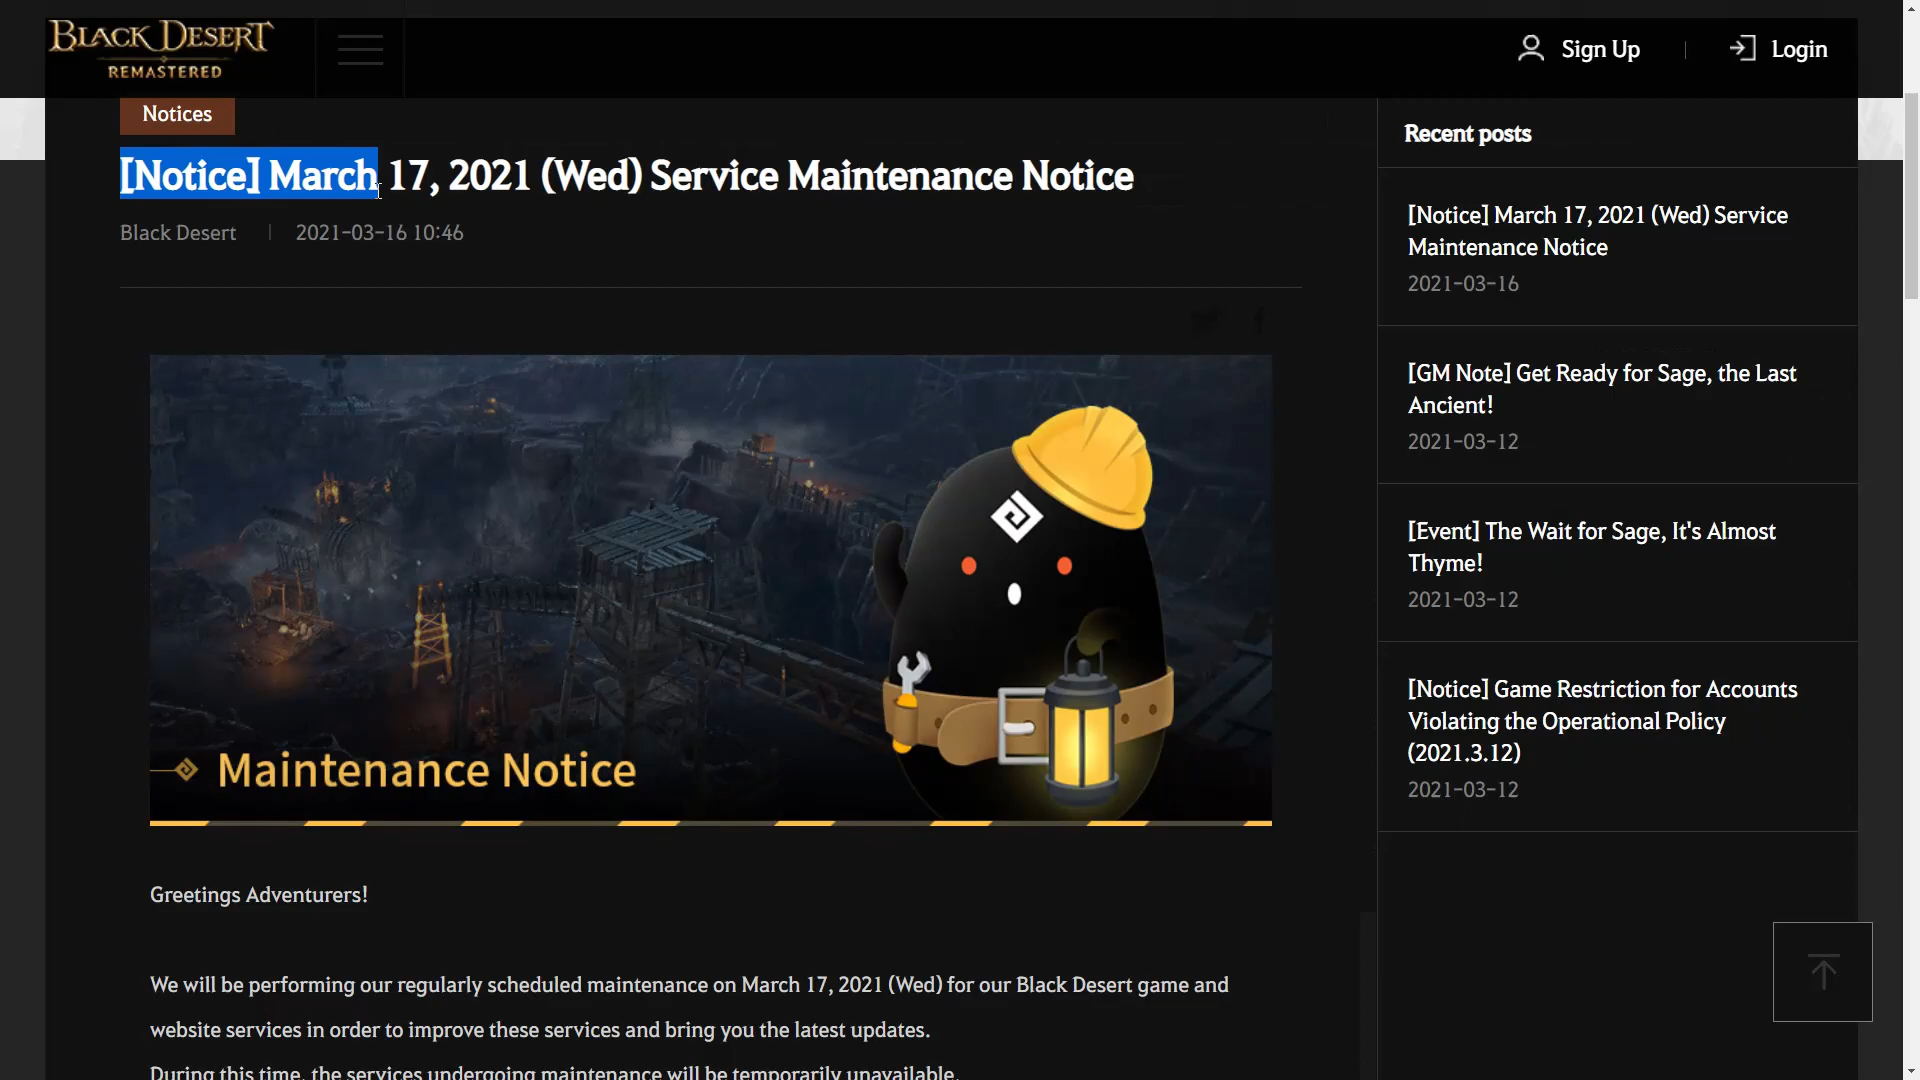 BLACK DESERT
REMASTERED
Sign Up
Login
Notices
[Notice] March 17, 2021 (Wed) Service Maintenance Notice
Black Desert
2021-03-16 10:46
Maintenance Notice
Greetings Adventurers!
We will be performing our regularly scheduled maintenance on March 17, 2021 (Wed) for our Black Desert game and
website services in order to improve these services and bring you the latest updates.
During this time, the services undergoing maintenance will be temporarily unavailable.
Recent posts
[Notice] March 17, 2021 (Wed) Service
Maintenance Notice
2021-03-16
[GM Note] Get Ready for Sage, the Last
Ancient!
2021-03-12
[Event] The Wait for Sage, It's Almost
Thyme!
2021-03-12
[Notice] Game Restriction for Accounts
Violating the Operational Policy
(2021.3.12)
2021-03-12